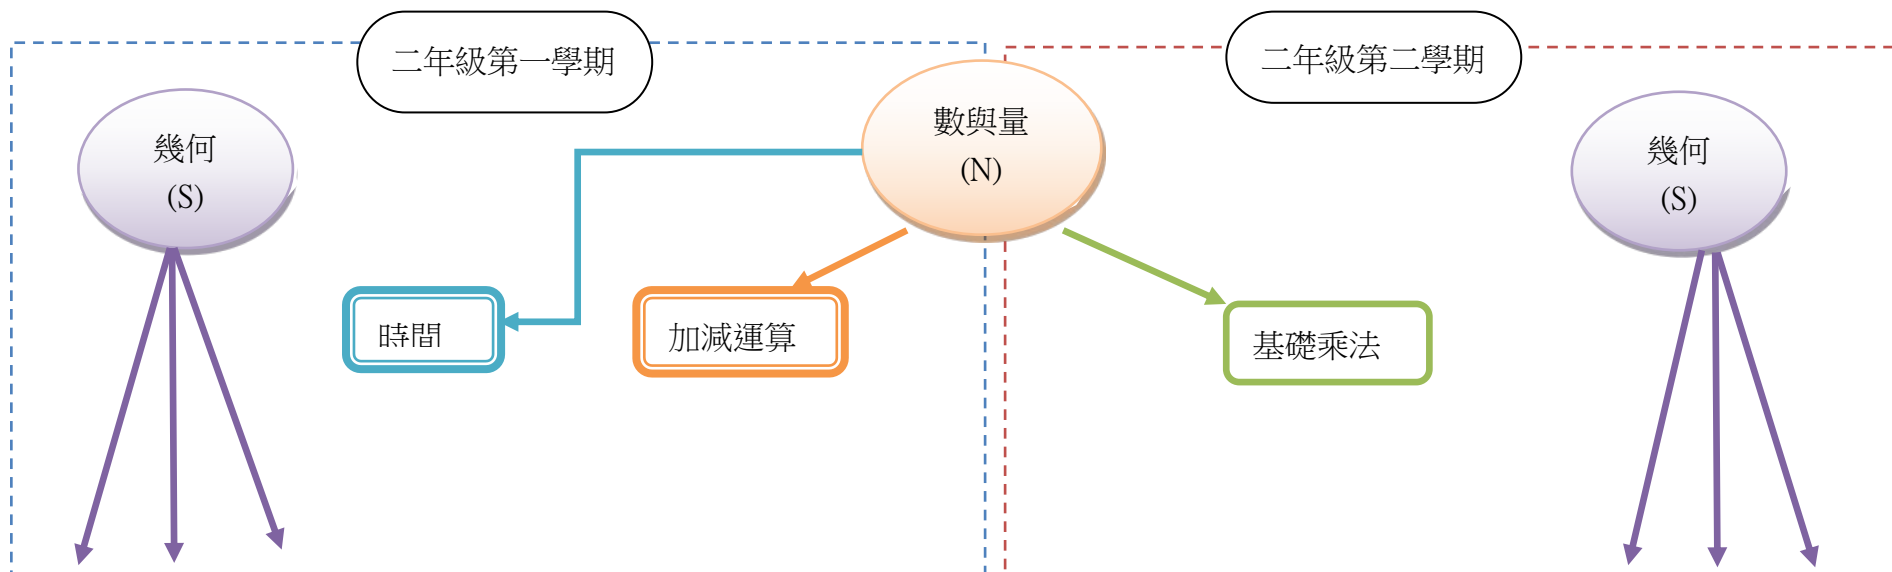 二年級第一學期
二年級第二學期
幾何
(S)
數與量
(N)
幾何
(S)
時間
加減運算
基礎乘法